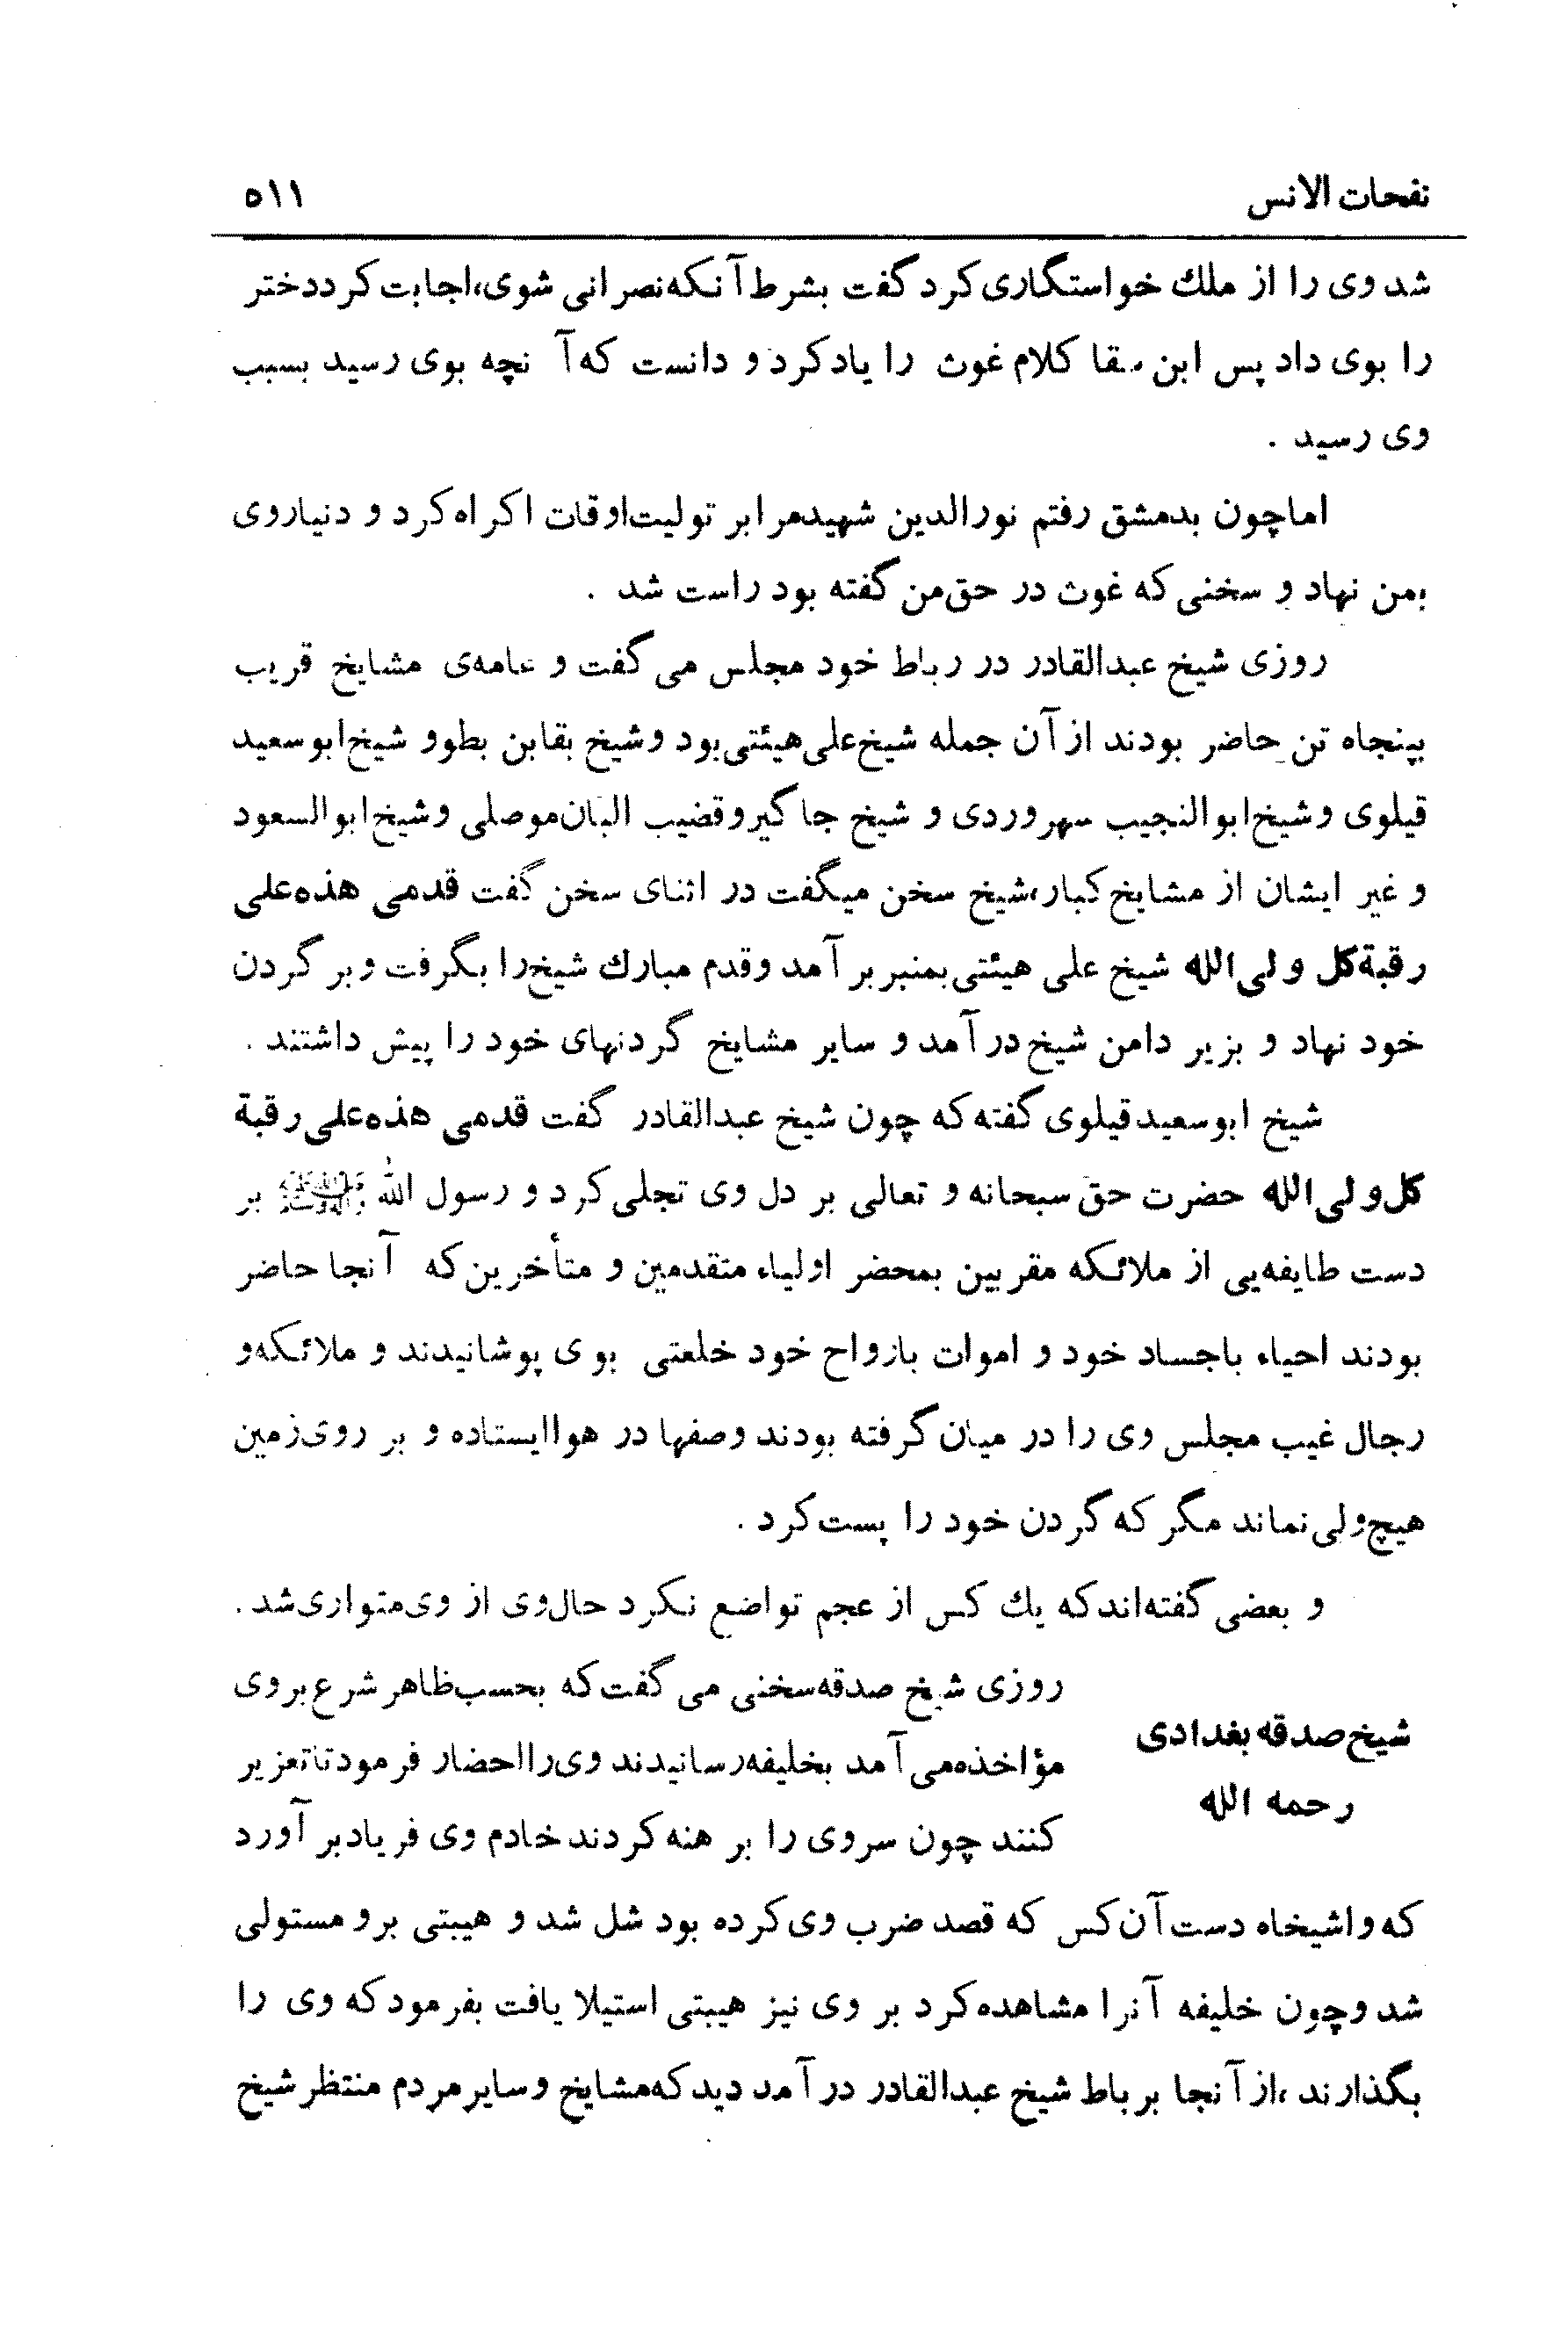 نفحات الانس ۵۱۱
شد وی را از ملك خواستگاری کرد گفت بشرط آنکه نصرانی شوی، اجابت کرد دختر
را بوی داد پس ابن سقا کلام غوث را یاد کرد و دانست که آنچه بوی رسید بسبب
وی رسید .
اما چون بدمشق رفتم نورالدین شهید مرا بر تولیت اوقات اکراه کرد و دنیا روی
بمن نهاد و سخنی که غوث در حق من گفته بود راست شد .
روزی شیخ عبدالقادر در رباط خود مجلس می گفت و عامه‌ی مشایخ قریب
بپنجاه تن حاضر بودند از آن جمله شیخ علی هیئتی بود و شیخ بقابن بطو و شیخ ابوسعید
قیلوی و شیخ ابوالنجیب سهروردی و شیخ جاگیر و قضیب البان موصلی و شیخ ابوالسعود
و غیر ایشان از مشایخ کبار، شیخ سخن میگفت در اثنای سخن گفت قدمی هذه علی
رقبة کل ولی الله شیخ علی هیئتی بمنبر بر آمد و قدم مبارك شیخ را بگرفت و بر گردن
خود نهاد و بزیر دامن شیخ در آمد و سایر مشایخ گردنهای خود را پیش داشتند .
شیخ ابوسعید قیلوی گفته که چون شیخ عبدالقادر گفت قدمی هذه علی رقبة
کل ولی الله حضرت حق سبحانه و تعالی بر دل وی تجلی کرد و رسول الله ﷺ بر
دست طایفه‌یی از ملائکه مقربین بمحضر اولیاء متقدمین و متأخرین که آنجا حاضر
بودند احیاء باجساد خود و اموات بارواح خود خلعتی بوی پوشانیدند و ملائکه و
رجال غیب مجلس وی را در میان گرفته بودند وصفها در هوا ایستاده و بر روی زمین
هیچ ولی نماند مگر که گردن خود را پست کرد .
و بعضی گفته‌اند که یك کس از عجم تواضع نکرد حال وی از وی متواری شد .
شیخ صدقه بغدادی
رحمه الله
روزی شیخ صدقه سخنی می گفت که بحسب ظاهر شرع بروی
مؤاخذه می آمد بخلیفه رسانیدند وی را احضار فرمود تا تعزیر
کنند چون سر وی را بر هنه کردند خادم وی فریاد بر آورد
که واشیخاه دست آن کس که قصد ضرب وی کرده بود شل شد و هیبتی برو مستولی
شد و چون خلیفه آنرا مشاهده کرد بر وی نیز هیبتی استیلا یافت بفرمود که وی را
بگذارند ، از آنجا برباط شیخ عبدالقادر در آمد دید که مشایخ و سایر مردم منتظر شیخ